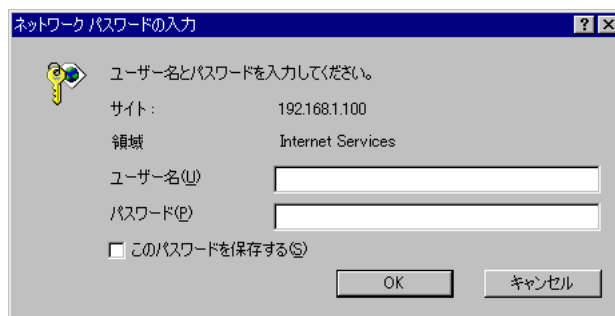 ネットワーク パスワードの入力
ユーザー名とパスワードを入力してください。
サイト: 192.168.1.100
領域 Internet Services
ユーザー名(U)
パスワード(P)
このパスワードを保存する(S)
OK キャンセル